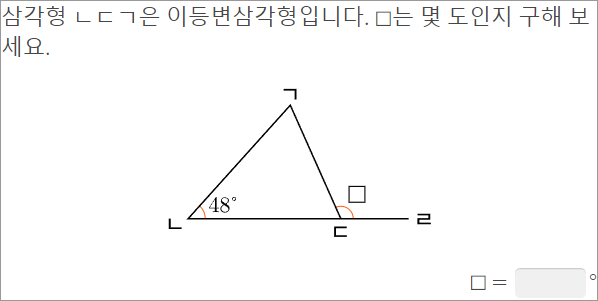 삼각형 ㄴㄷㄱ은 이등변삼각형입니다. □는 몇 도인지 구해 보
세요.
ㄱ
□
48°
ㄴ
ㄷ
ㄹ
□ = °